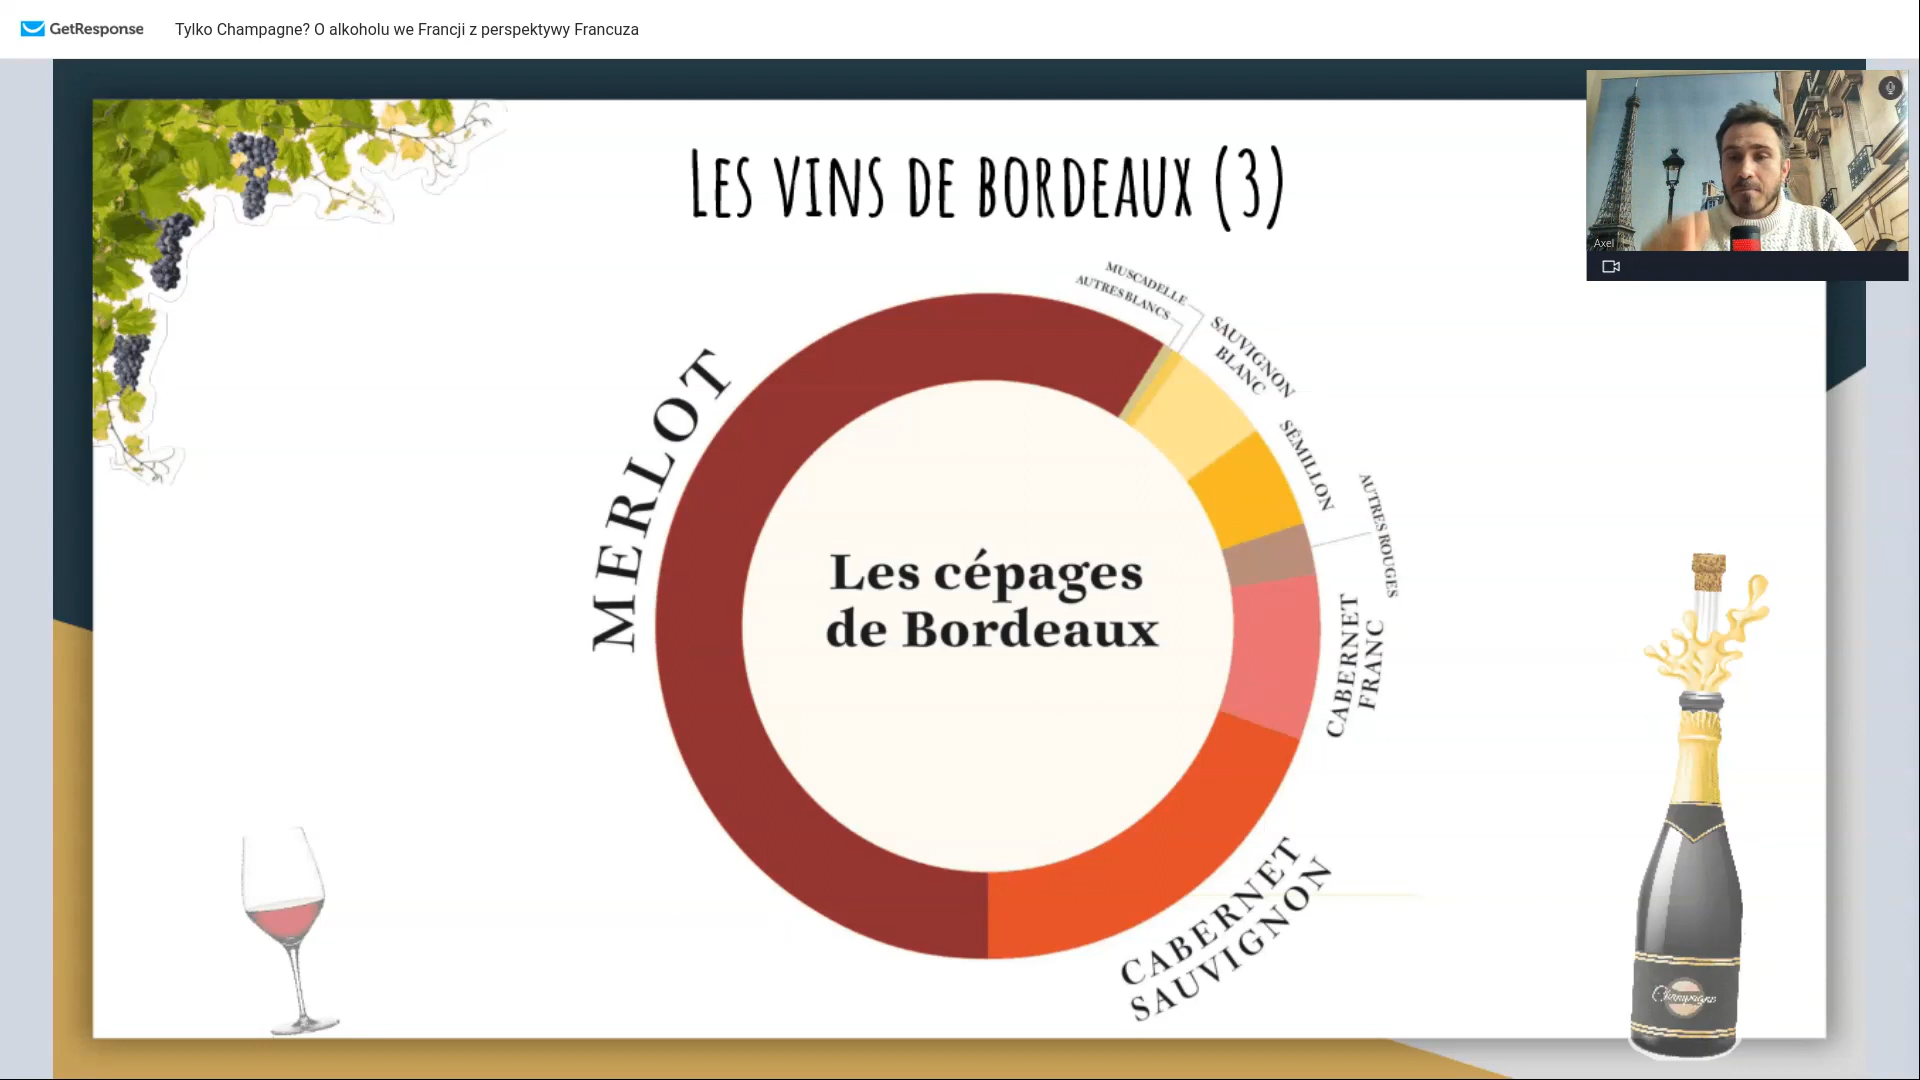 GetResponse
Tylko Champagne? O alkoholu we Francji z perspektywy Francuza
Axel
LES VINS DE BORDEAUX (3)
MUSCADELLE
AUTRES BLANCS
SAUVIGNON
BLANC
SÉMILLON
AUTRES ROUGES
MERLOT
Les cépages
de Bordeaux
CABERNET
FRANC
CABERNET
SAUVIGNON
Champagne